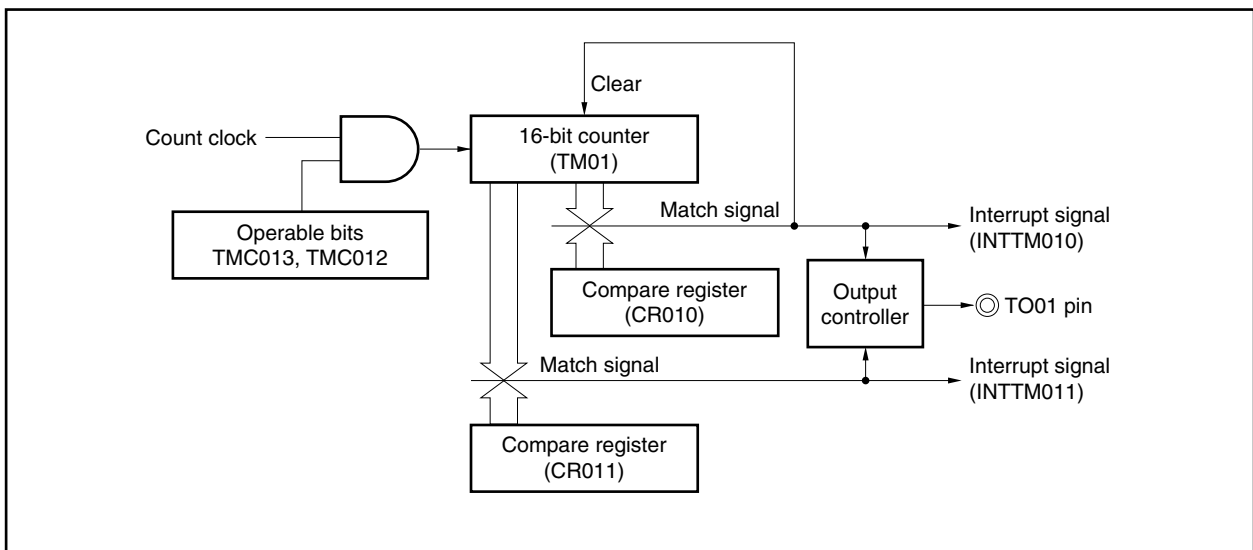 Clear
Count clock
16-bit counter
(TM01)
Operable bits
TMC013, TMC012
Match signal
Interrupt signal
(INTTM010)
Compare register
(CR010)
Output
controller
TO01 pin
Match signal
Interrupt signal
(INTTM011)
Compare register
(CR011)